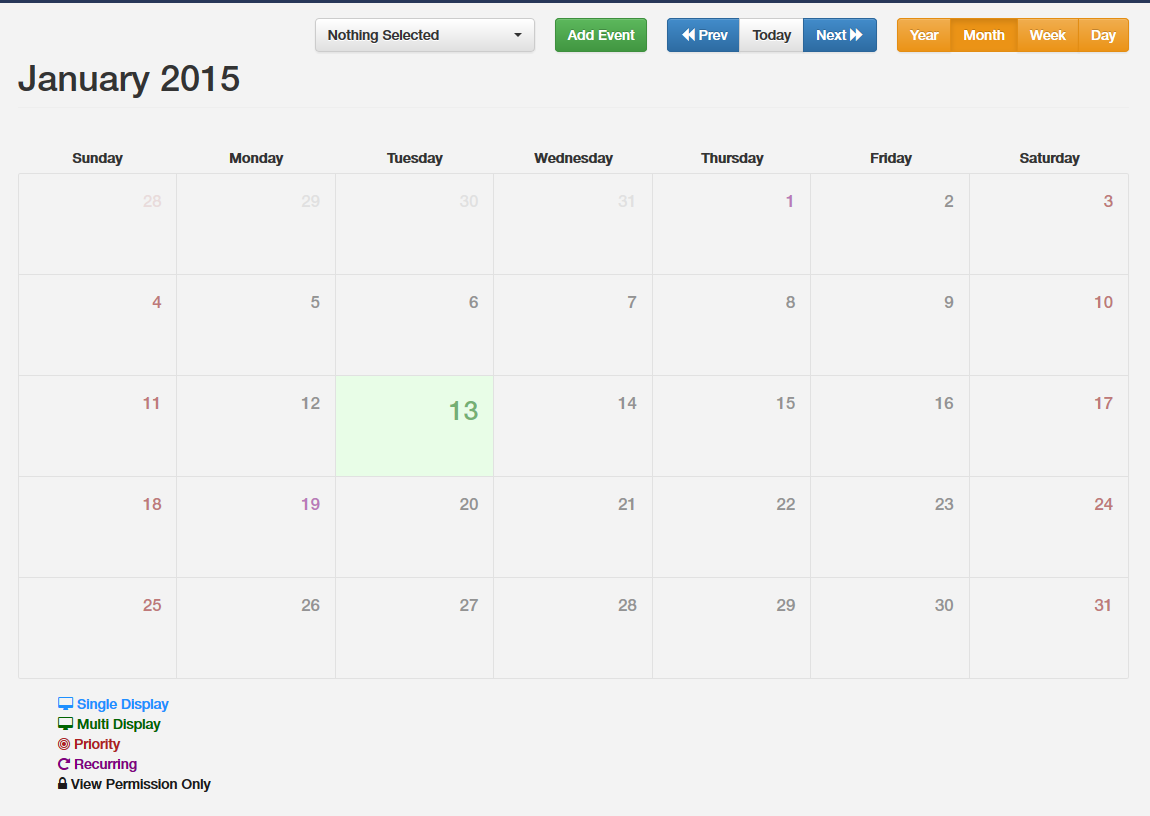 Nothing Selected Add Event Prev Today Next Year Month Week Day
January 2015
Sunday Monday Tuesday Wednesday Thursday Friday Saturday
28 29 30 31 1 2 3
4 5 6 7 8 9 10
11 12 13 14 15 16 17
18 19 20 21 22 23 24
25 26 27 28 29 30 31
Single Display
Multi Display
Priority
Recurring
View Permission Only